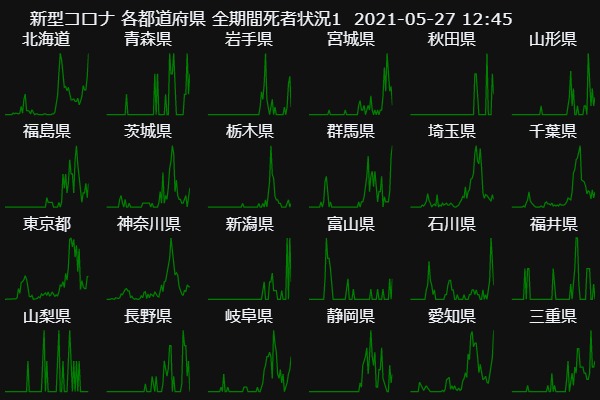 新型コロナ 各都道府県 全期間死者状況1 2021-05-27 12:45
北海道 青森県 岩手県 宮城県 秋田県 山形県
福島県 茨城県 栃木県 群馬県 埼玉県 千葉県
東京都 神奈川県 新潟県 富山県 石川県 福井県
山梨県 長野県 岐阜県 静岡県 愛知県 三重県